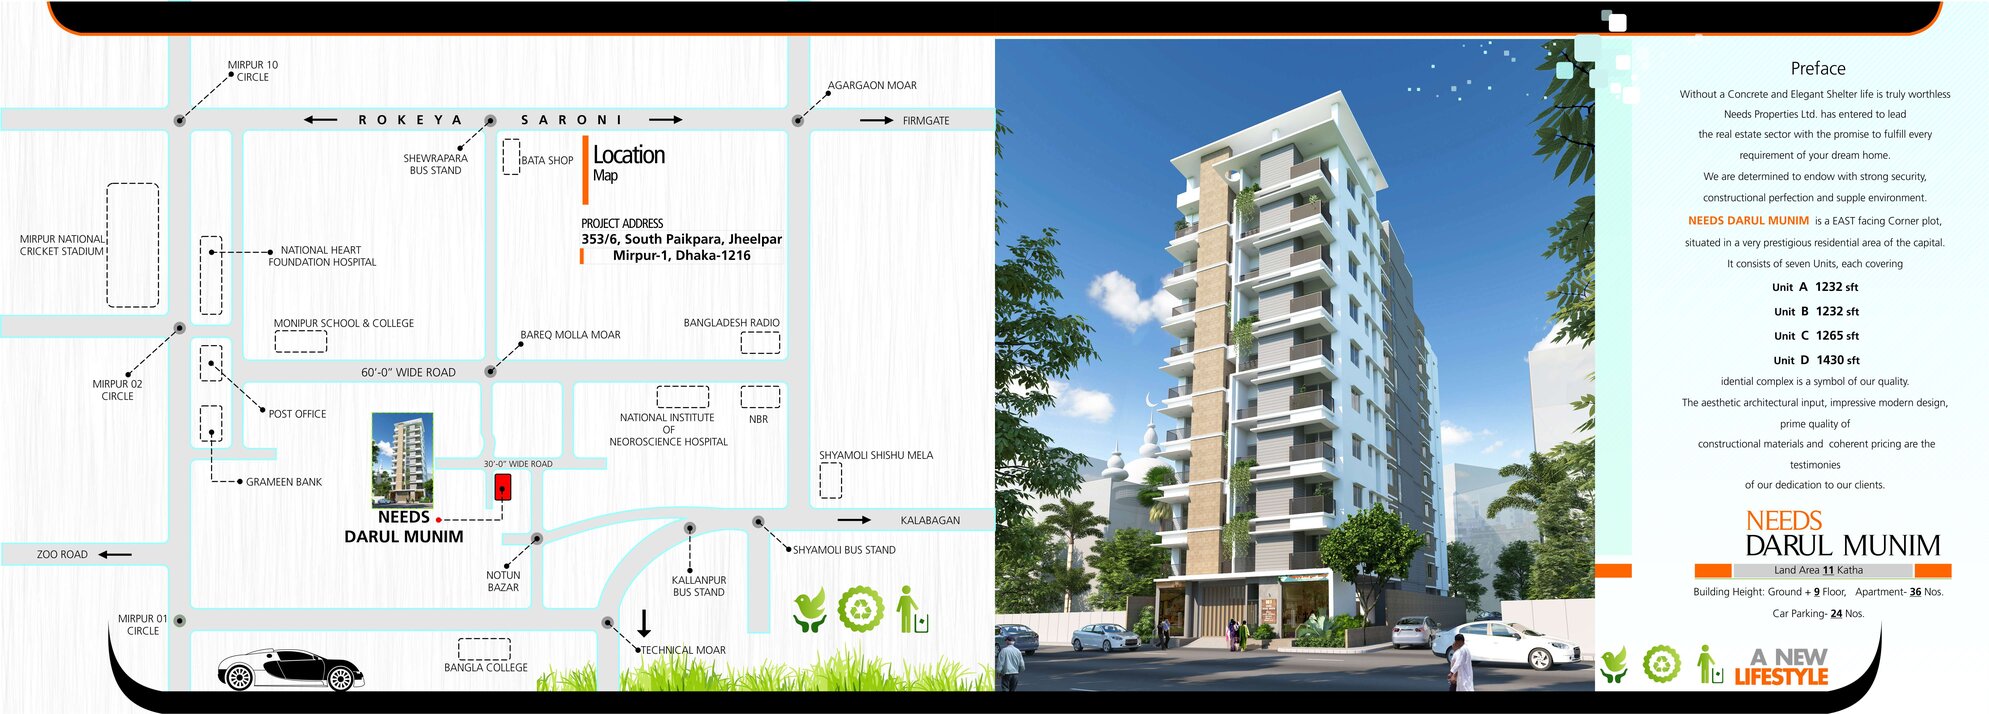 MIRPUR 10
CIRCLE
AGARGAON MOAR
ROKEYA SARONI
FIRMGATE
SHEWRAPARA
BUS STAND
BATA SHOP
Location
Map
PROJECT ADDRESS
353/6, South Paikpara, Jheelpar
Mirpur-1, Dhaka-1216
MIRPUR NATIONAL
CRICKET STADIUM
NATIONAL HEART
FOUNDATION HOSPITAL
MONIPUR SCHOOL & COLLEGE
BAREQ MOLLA MOAR
BANGLADESH RADIO
60'-0" WIDE ROAD
MIRPUR 02
CIRCLE
POST OFFICE
NATIONAL INSTITUTE
OF
NEOROSCIENCE HOSPITAL
NBR
GRAMEEN BANK
30'-0" WIDE ROAD
SHYAMOLI SHISHU MELA
NEEDS
DARUL MUNIM
KALABAGAN
ZOO ROAD
SHYAMOLI BUS STAND
NOTUN
BAZAR
KALLANPUR
BUS STAND
MIRPUR 01
CIRCLE
TECHNICAL MOAR
BANGLA COLLEGE
Preface
Without a Concrete and Elegant Shelter life is truly worthless
Needs Properties Ltd. has entered to lead
the real estate sector with the promise to fulfill every
requirement of your dream home.
We are determined to endow with strong security,
constructional perfection and supple environment.
NEEDS DARUL MUNIM is a EAST facing Corner plot,
situated in a very prestigious residential area of the capital.
It consists of seven Units, each covering
Unit A 1232 sft
Unit B 1232 sft
Unit C 1265 sft
Unit D 1430 sft
idential complex is a symbol of our quality.
The aesthetic architectural input, impressive modern design,
prime quality of
constructional materials and coherent pricing are the
testimonies
of our dedication to our clients.
NEEDS
DARUL MUNIM
Land Area 11 Katha
Building Height: Ground + 9 Floor, Apartment- 36 Nos.
Car Parking- 24 Nos.
A NEW
LIFESTYLE